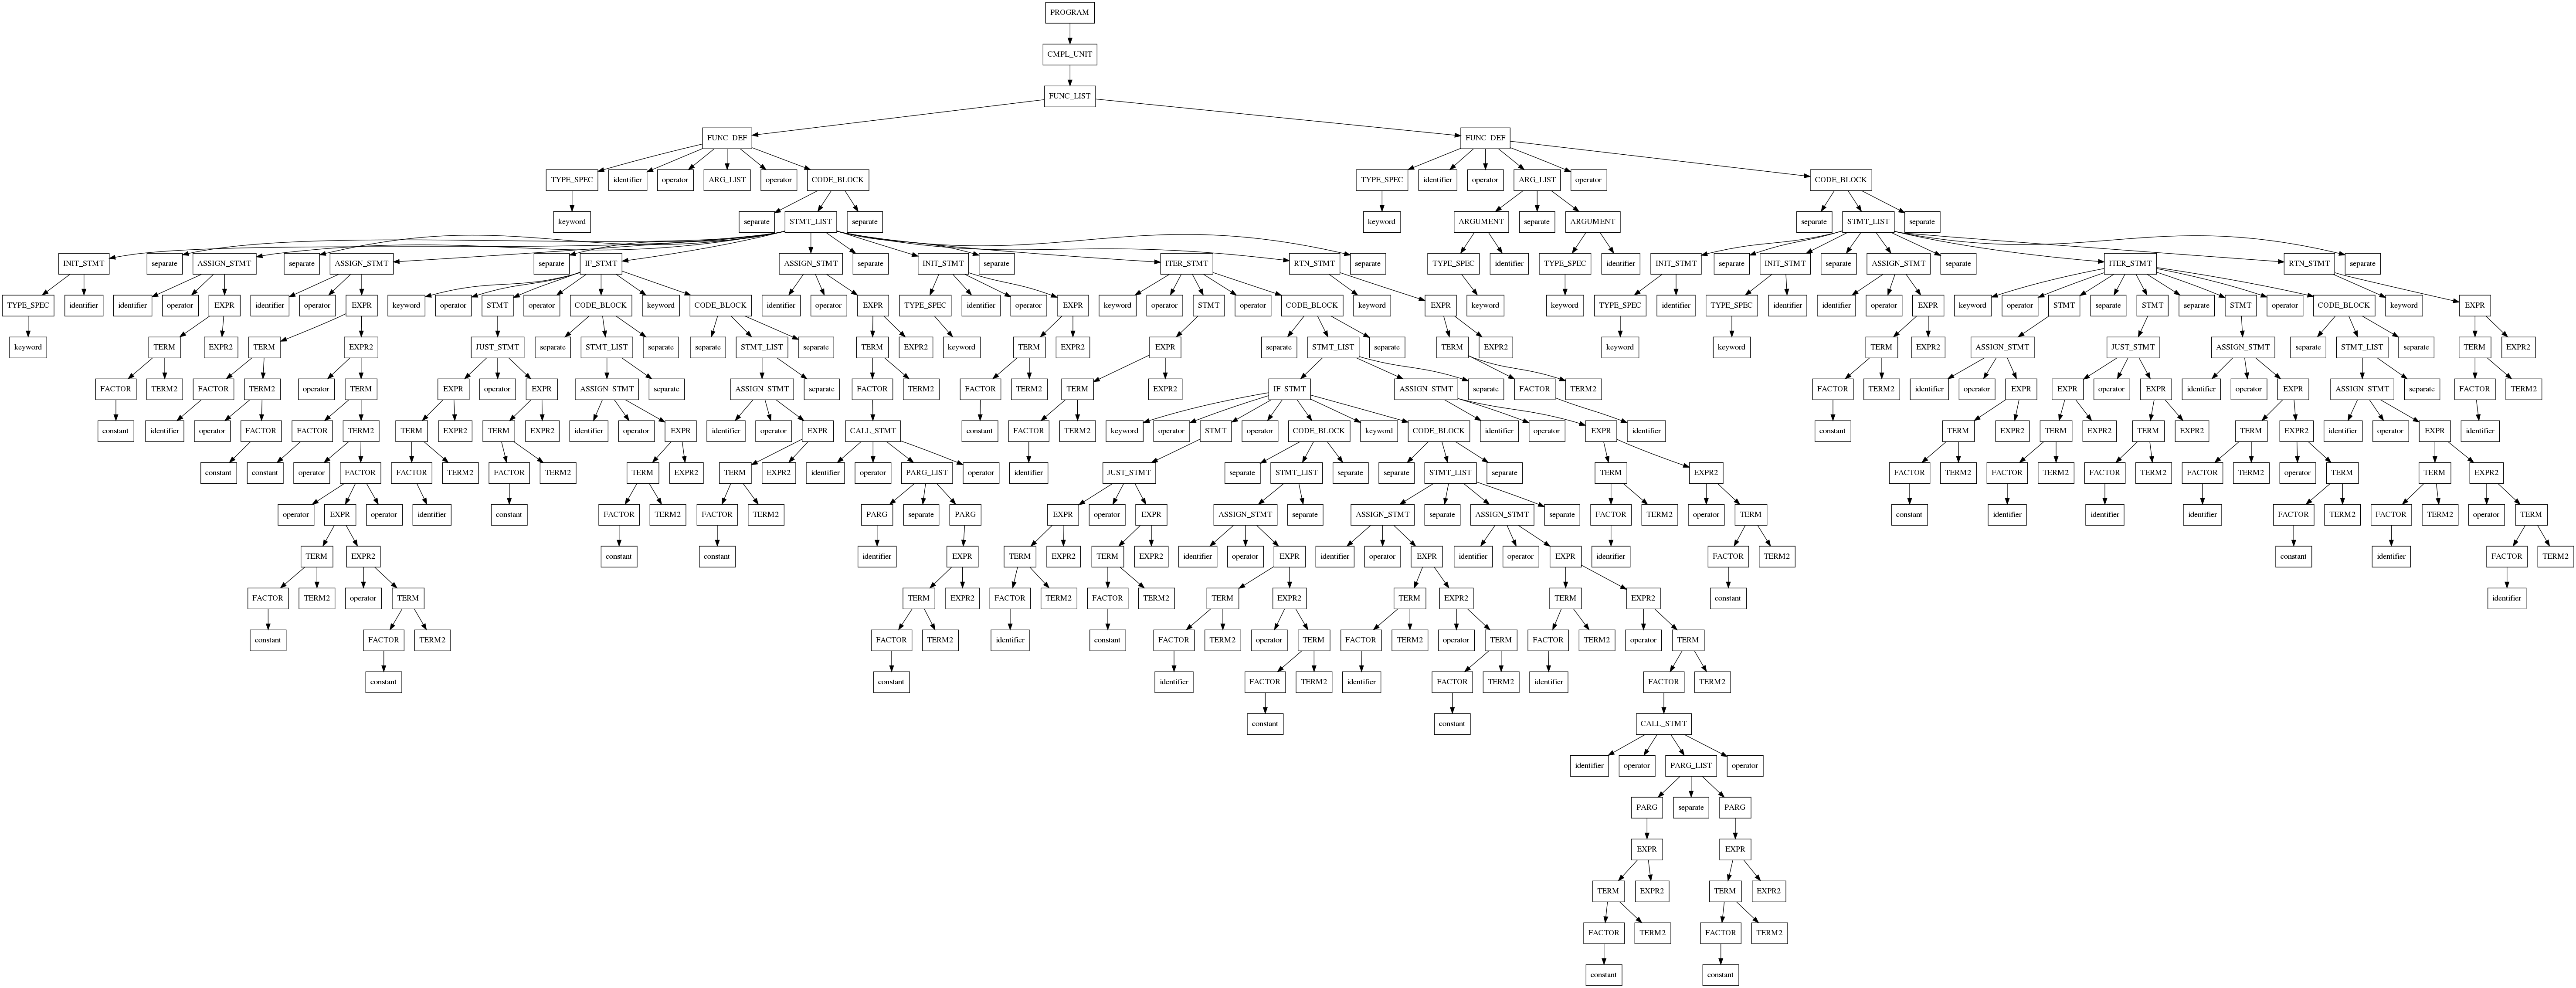 PROGRAM
CMPL_UNIT
FUNC_LIST
FUNC_DEF FUNC_DEF
TYPE_SPEC identifier operator ARG_LIST operator CODE_BLOCK TYPE_SPEC identifier operator ARG_LIST operator CODE_BLOCK
keyword separate STMT_LIST separate keyword ARGUMENT separate ARGUMENT separate STMT_LIST separate
INIT_STMT separate ASSIGN_STMT separate ASSIGN_STMT separate IF_STMT ASSIGN_STMT separate INIT_STMT separate ITER_STMT RTN_STMT separate TYPE_SPEC identifier TYPE_SPEC identifier INIT_STMT separate INIT_STMT separate ASSIGN_STMT separate ITER_STMT RTN_STMT separate
TYPE_SPEC identifier identifier operator EXPR identifier operator EXPR keyword operator STMT operator CODE_BLOCK keyword CODE_BLOCK identifier operator EXPR TYPE_SPEC identifier operator EXPR keyword operator STMT operator CODE_BLOCK keyword EXPR keyword keyword TYPE_SPEC identifier TYPE_SPEC identifier identifier operator EXPR keyword operator STMT separate STMT separate STMT operator CODE_BLOCK keyword EXPR
keyword TERM EXPR2 TERM EXPR2 JUST_STMT separate STMT_LIST separate separate STMT_LIST separate TERM EXPR2 keyword TERM EXPR2 EXPR separate STMT_LIST separate TERM EXPR2 keyword keyword TERM EXPR2 ASSIGN_STMT JUST_STMT ASSIGN_STMT separate STMT_LIST separate TERM EXPR2
FACTOR TERM2 FACTOR TERM2 operator TERM EXPR operator EXPR ASSIGN_STMT separate ASSIGN_STMT separate FACTOR TERM2 FACTOR TERM2 TERM EXPR2 IF_STMT ASSIGN_STMT separate FACTOR TERM2 FACTOR TERM2 identifier operator EXPR EXPR operator EXPR identifier operator EXPR ASSIGN_STMT separate FACTOR TERM2
constant identifier operator FACTOR FACTOR TERM2 TERM EXPR2 TERM EXPR2 identifier operator EXPR identifier operator EXPR CALL_STMT constant FACTOR TERM2 keyword operator STMT operator CODE_BLOCK keyword CODE_BLOCK identifier operator EXPR identifier constant TERM EXPR2 TERM EXPR2 TERM EXPR2 TERM EXPR2 identifier operator EXPR identifier
constant constant operator FACTOR FACTOR TERM2 FACTOR TERM2 TERM EXPR2 TERM EXPR2 identifier operator PARG_LIST operator identifier JUST_STMT separate STMT_LIST separate separate STMT_LIST separate TERM EXPR2 FACTOR TERM2 FACTOR TERM2 FACTOR TERM2 FACTOR TERM2 operator TERM TERM EXPR2
operator EXPR operator identifier constant FACTOR TERM2 FACTOR TERM2 PARG separate PARG EXPR operator EXPR ASSIGN_STMT separate ASSIGN_STMT separate ASSIGN_STMT separate FACTOR TERM2 operator TERM constant identifier identifier identifier FACTOR TERM2 FACTOR TERM2 operator TERM
TERM EXPR2 constant constant identifier EXPR TERM EXPR2 TERM EXPR2 identifier operator EXPR identifier operator EXPR identifier operator EXPR identifier FACTOR TERM2 constant identifier FACTOR TERM2
FACTOR TERM2 operator TERM TERM EXPR2 FACTOR TERM2 FACTOR TERM2 TERM EXPR2 TERM EXPR2 TERM EXPR2 constant identifier
constant FACTOR TERM2 FACTOR TERM2 identifier constant FACTOR TERM2 operator TERM FACTOR TERM2 operator TERM FACTOR TERM2 operator TERM
constant constant identifier FACTOR TERM2 identifier FACTOR TERM2 identifier FACTOR TERM2
constant constant CALL_STMT
identifier operator PARG_LIST operator
PARG separate PARG
EXPR EXPR
TERM EXPR2 TERM EXPR2
FACTOR TERM2 FACTOR TERM2
constant constant